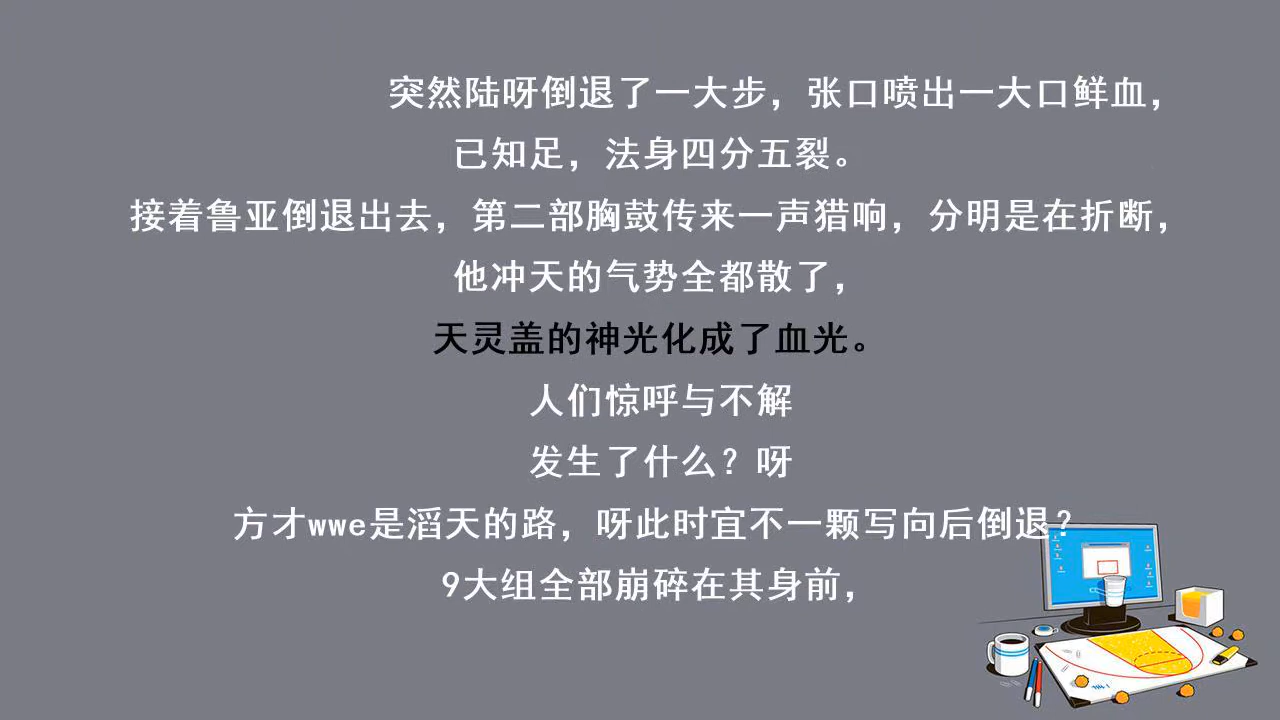 突然陆呀倒退了一大步，张口喷出一大口鲜血，
已知足，法身四分五裂。
接着鲁亚倒退出去，第二部胸鼓传来一声猎响，分明是在折断，
他冲天的气势全都散了，
天灵盖的神光化成了血光。
人们惊呼与不解
发生了什么？呀
方才wwe是滔天的路，呀此时宜不一颗写向后倒退？
9大组全部崩碎在其身前，